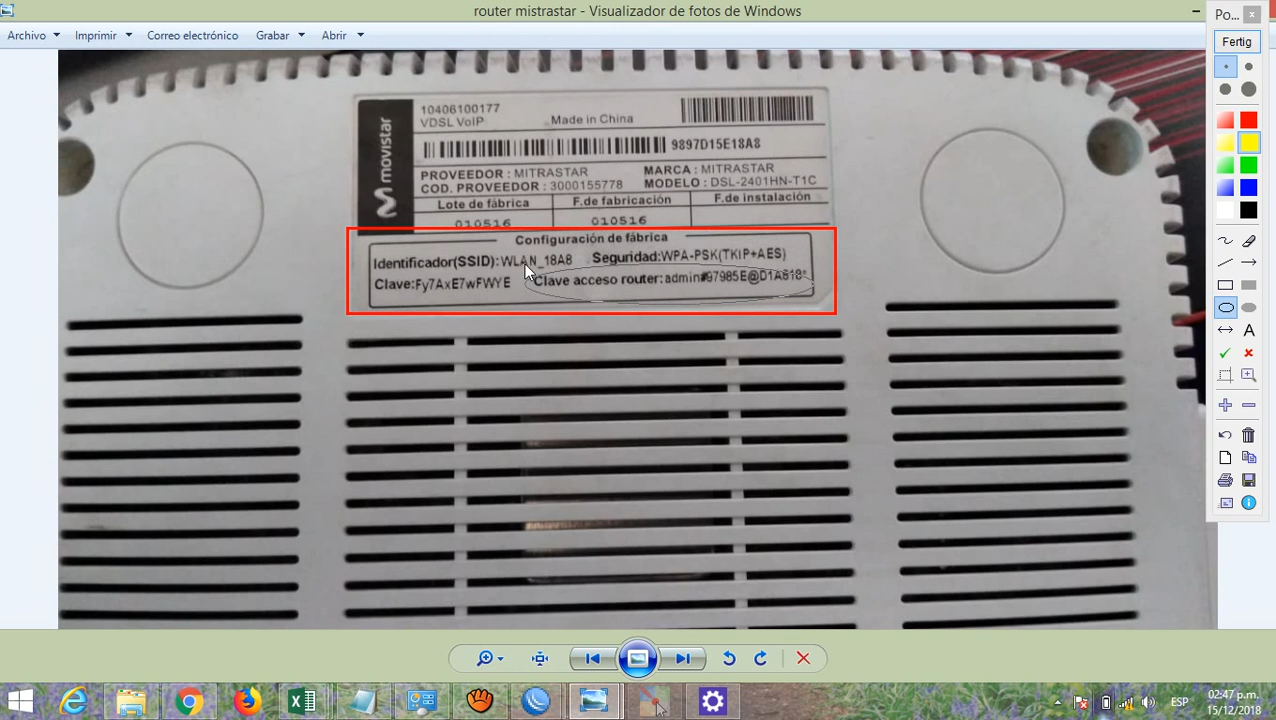 router mistrastar - Visualizador de fotos de Windows
Po...
Archivo Imprimir Correo electrónico Grabar Abrir
Fertig
movistar
10406100177
VDSL VoIP Made in China
9897D15E18A8
PROVEEDOR : MITRASTAR MARCA : MITRASTAR
COD. PROVEEDOR : 3000155778 MODELO : DSL-2401HN-T1C
Lote de fábrica F.de fabricación F.de instalación
010516 010516
Configuración de fábrica
Identificador(SSID):WLAN_18A8 Seguridad:WPA-PSK(TKIP+AES)
Clave:Fy7AxE7wFWYE Clave acceso router:admin#97985E@D1A818*
A
ESP
02:47 p.m.
15/12/2018